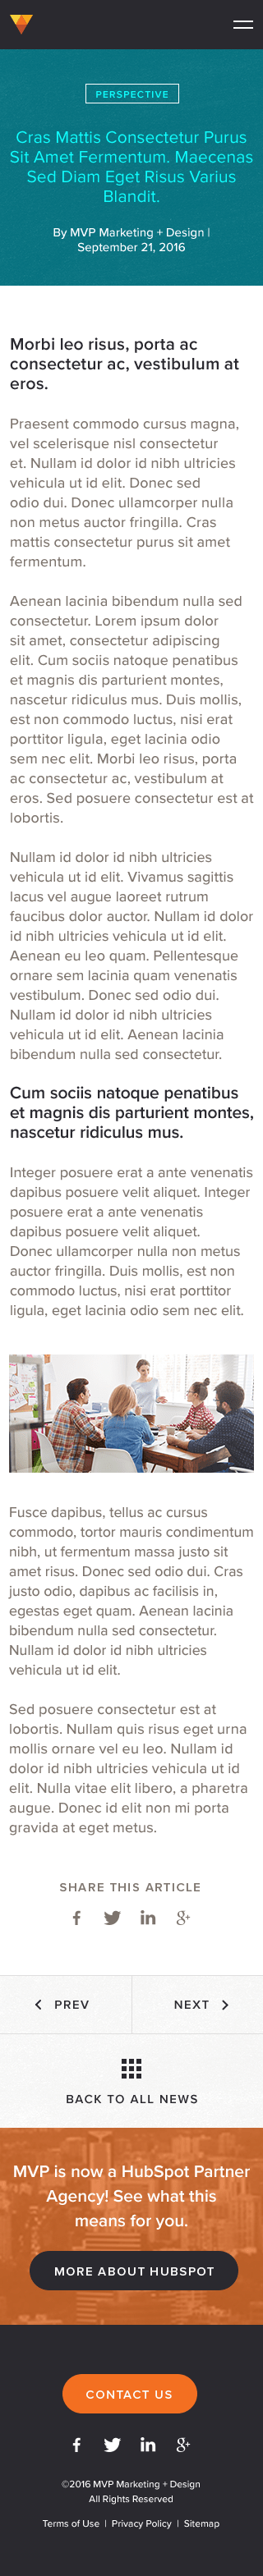 PERSPECTIVE
Cras Mattis Consectetur Purus
Sit Amet Fermentum. Maecenas
Sed Diam Eget Risus Varius
Blandit.
By MVP Marketing + Design |
September 21, 2016
Morbi leo risus, porta ac
consectetur ac, vestibulum at
eros.
Praesent commodo cursus magna,
vel scelerisque nisl consectetur
et. Nullam id dolor id nibh ultricies
vehicula ut id elit. Donec sed
odio dui. Donec ullamcorper nulla
non metus auctor fringilla. Cras
mattis consectetur purus sit amet
fermentum.
Aenean lacinia bibendum nulla sed
consectetur. Lorem ipsum dolor
sit amet, consectetur adipiscing
elit. Cum sociis natoque penatibus
et magnis dis parturient montes,
nascetur ridiculus mus. Duis mollis,
est non commodo luctus, nisi erat
porttitor ligula, eget lacinia odio
sem nec elit. Morbi leo risus, porta
ac consectetur ac, vestibulum at
eros. Sed posuere consectetur est at
lobortis.
Nullam id dolor id nibh ultricies
vehicula ut id elit. Vivamus sagittis
lacus vel augue laoreet rutrum
faucibus dolor auctor. Nullam id dolor
id nibh ultricies vehicula ut id elit.
Aenean eu leo quam. Pellentesque
ornare sem lacinia quam venenatis
vestibulum. Donec sed odio dui.
Nullam id dolor id nibh ultricies
vehicula ut id elit. Aenean lacinia
bibendum nulla sed consectetur.
Cum sociis natoque penatibus
et magnis dis parturient montes,
nascetur ridiculus mus.
Integer posuere erat a ante venenatis
dapibus posuere velit aliquet. Integer
posuere erat a ante venenatis
dapibus posuere velit aliquet.
Donec ullamcorper nulla non metus
auctor fringilla. Duis mollis, est non
commodo luctus, nisi erat porttitor
ligula, eget lacinia odio sem nec elit.
Fusce dapibus, tellus ac cursus
commodo, tortor mauris condimentum
nibh, ut fermentum massa justo sit
amet risus. Donec sed odio dui. Cras
justo odio, dapibus ac facilisis in,
egestas eget quam. Aenean lacinia
bibendum nulla sed consectetur.
Nullam id dolor id nibh ultricies
vehicula ut id elit.
Sed posuere consectetur est at
lobortis. Nullam quis risus eget urna
mollis ornare vel eu leo. Nullam id
dolor id nibh ultricies vehicula ut id
elit. Nulla vitae elit libero, a pharetra
augue. Donec id elit non mi porta
gravida at eget metus.
SHARE THIS ARTICLE
PREV
NEXT
BACK TO ALL NEWS
MVP is now a HubSpot Partner
Agency! See what this
means for you.
MORE ABOUT HUBSPOT
CONTACT US
©2016 MVP Marketing + Design
All Rights Reserved
Terms of Use | Privacy Policy | Sitemap